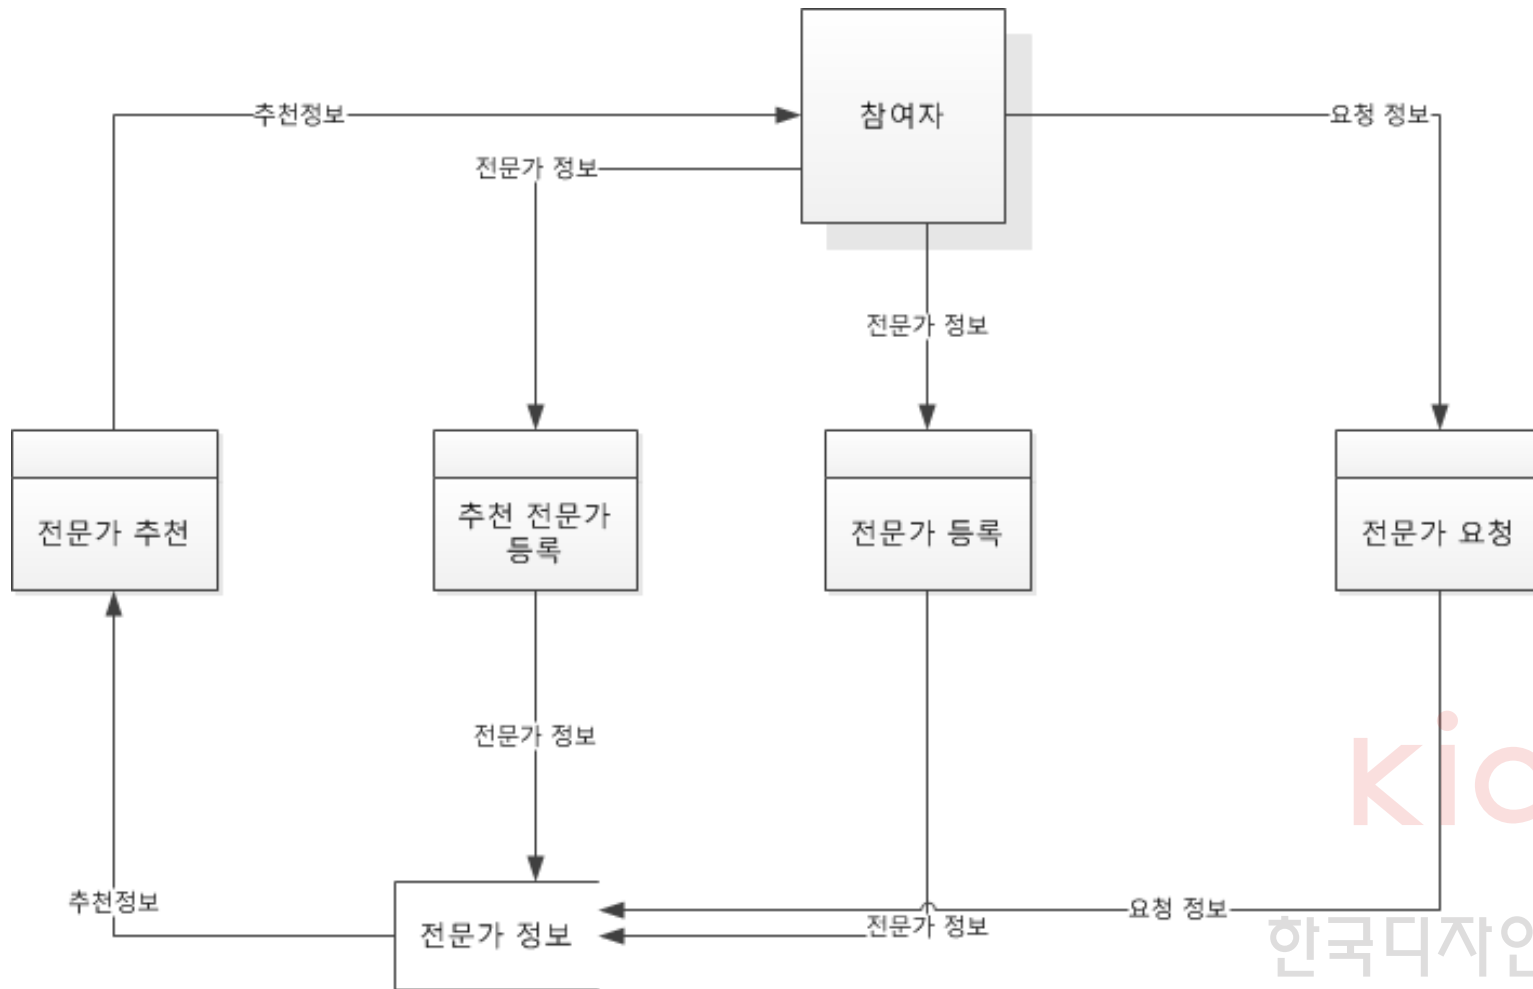 참여자
추천정보
요청 정보
전문가 정보
전문가 정보
전문가 추천
추천 전문가
등록
전문가 등록
전문가 요청
전문가 정보
추천정보
전문가 정보
요청 정보
전문가 정보
한국디자인